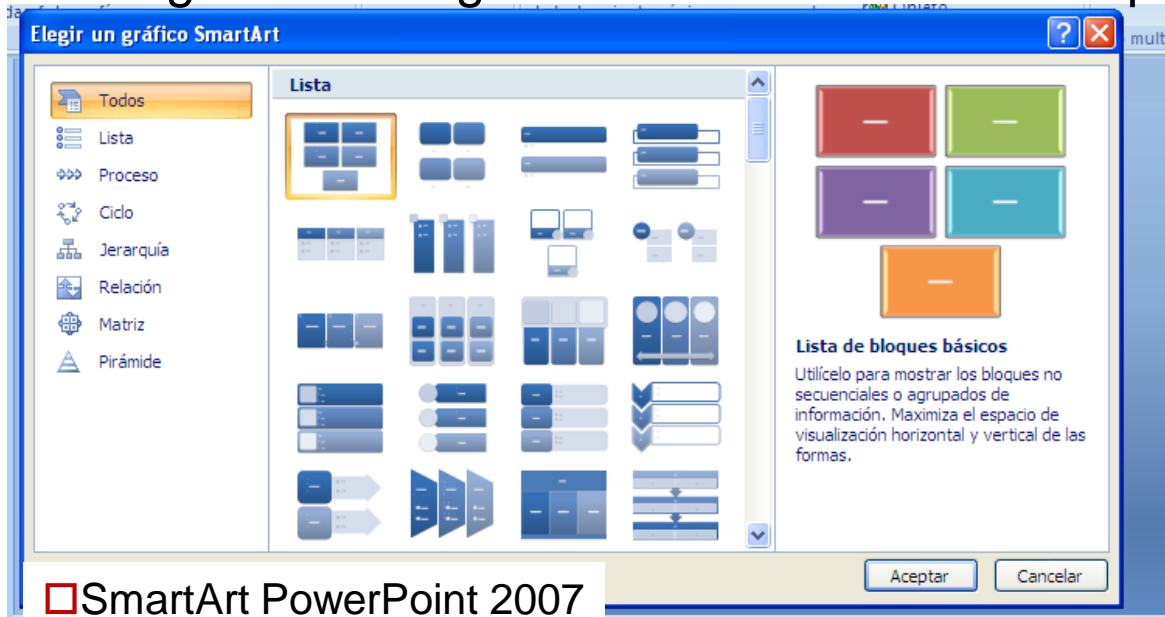 Elegir un gráfico SmartArt
mult
Todos
Lista
Proceso
Ciclo
Jerarquía
Relación
Matriz
Pirámide
Lista
Lista de bloques básicos
Utilícelo para mostrar los bloques no
secuenciales o agrupados de
información. Maximiza el espacio de
visualización horizontal y vertical de las
formas.
Aceptar
Cancelar
SmartArt PowerPoint 2007